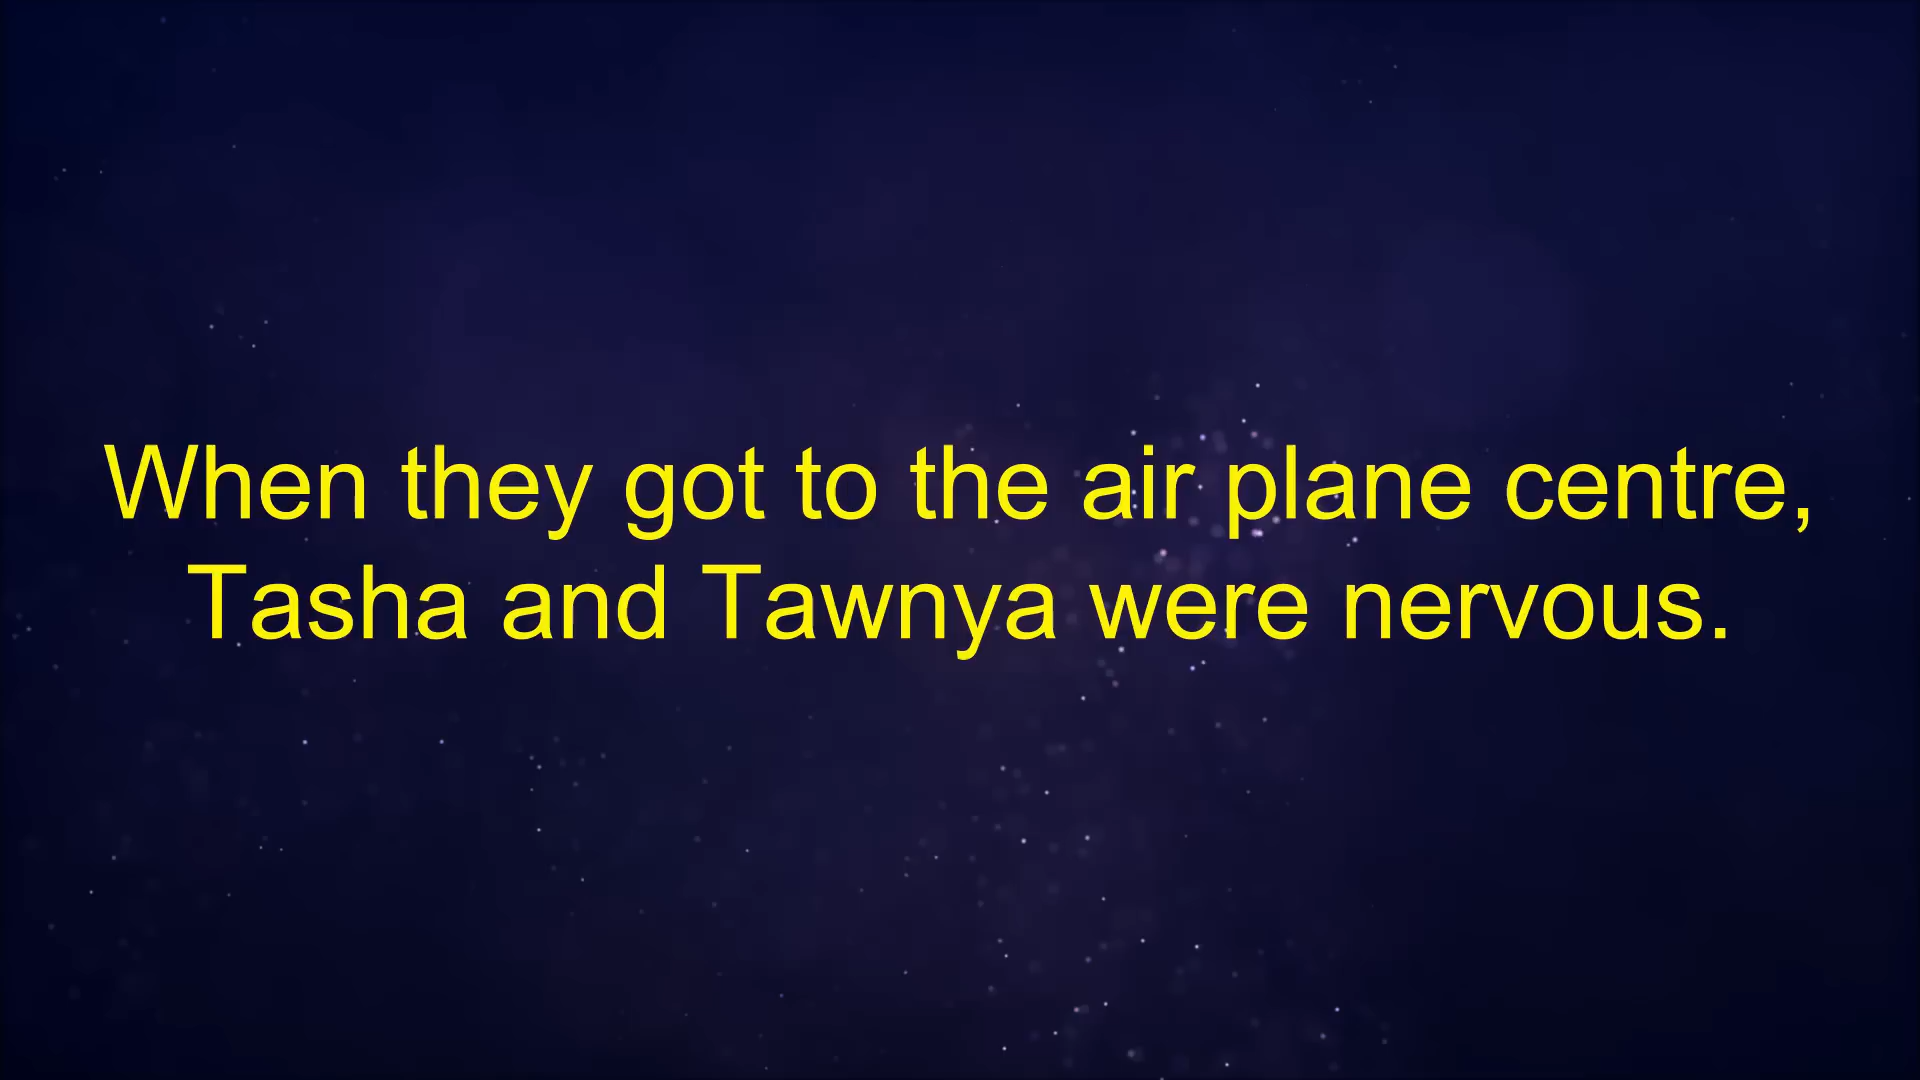 When they got to the air plane centre,
Tasha and Tawnya were nervous.